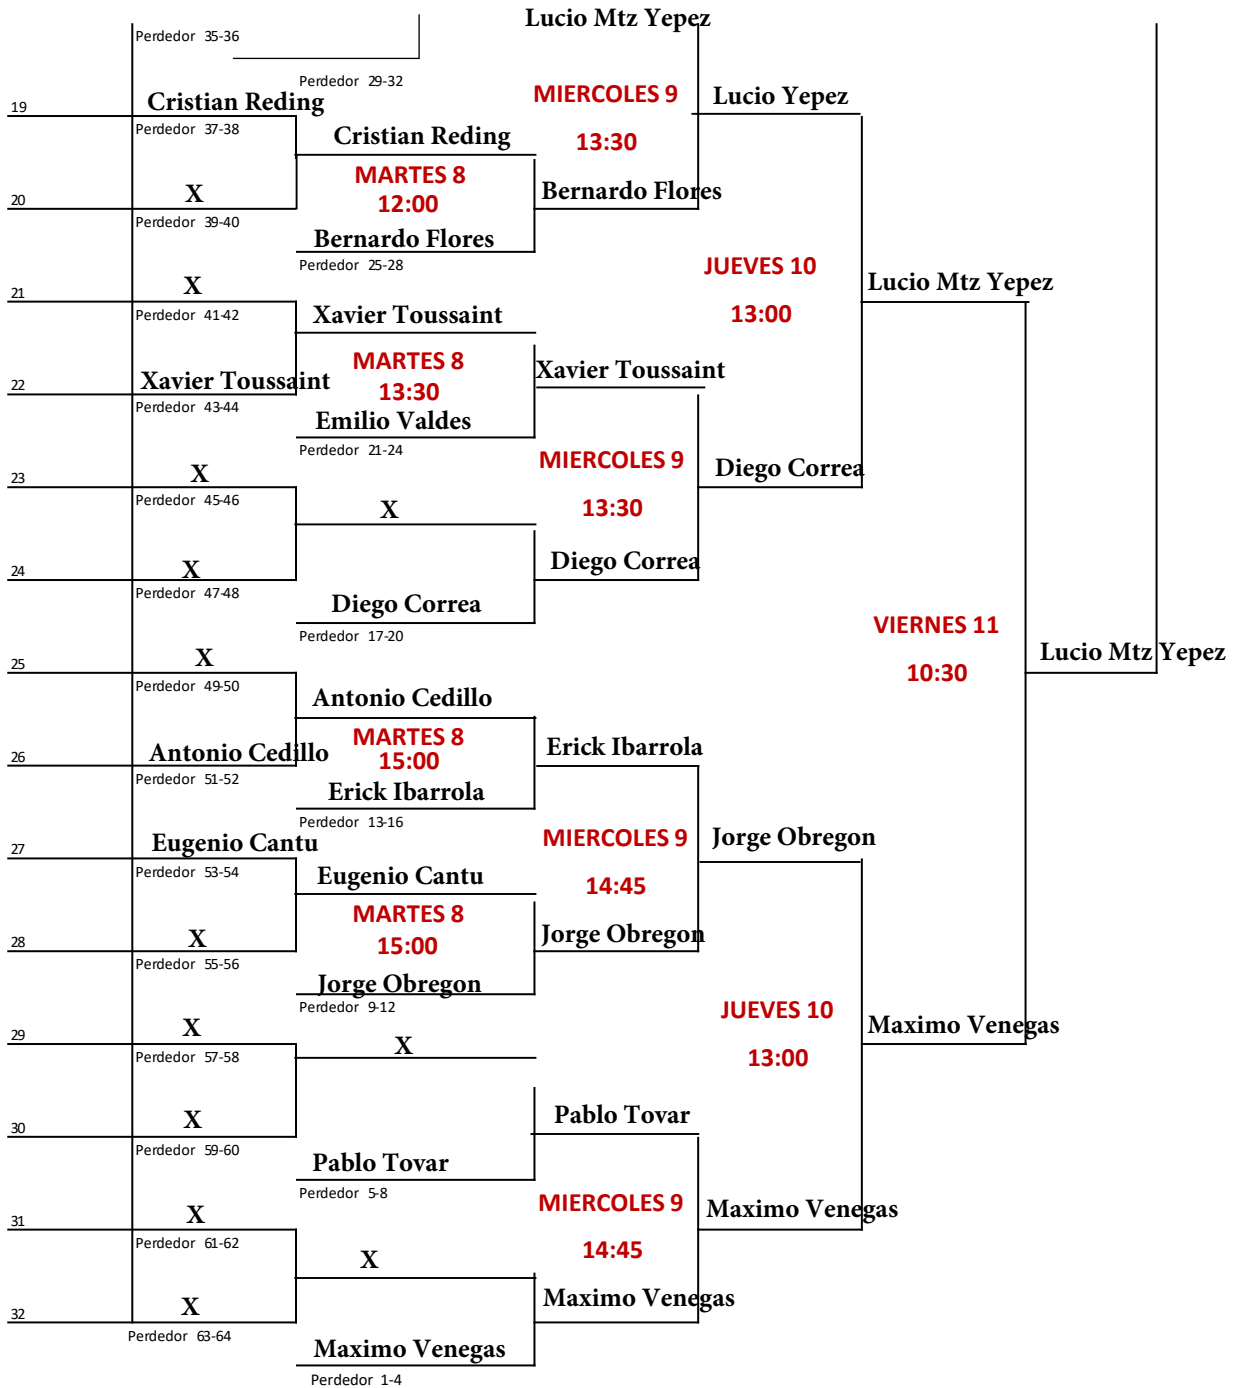 Lucio Mtz Yepez
Perdedor 35-36
Perdedor 29-32
19 Cristian Reding
MIERCOLES 9
Lucio Yepez
Perdedor 37-38
Cristian Reding
13:30
MARTES 8
20 X
12:00
Bernardo Flores
Perdedor 39-40
Bernardo Flores
Perdedor 25-28
JUEVES 10
21 X
Lucio Mtz Yepez
Perdedor 41-42
Xavier Toussaint
13:00
MARTES 8
Xavier Toussaint
22 Xavier Toussaint
13:30
Perdedor 43-44
Emilio Valdes
Perdedor 21-24
MIERCOLES 9
23 X
Diego Correa
Perdedor 45-46
X
13:30
24 X
Diego Correa
Perdedor 47-48
Diego Correa
Perdedor 17-20
VIERNES 11
25 X
Lucio Mtz Yepez
Perdedor 49-50
10:30
Antonio Cedillo
MARTES 8
26 Antonio Cedillo
15:00
Erick Ibarrola
Perdedor 51-52
Erick Ibarrola
Perdedor 13-16
27 Eugenio Cantu
MIERCOLES 9
Jorge Obregon
Perdedor 53-54
Eugenio Cantu
14:45
MARTES 8
28 X
15:00
Jorge Obregon
Perdedor 55-56
Jorge Obregon
Perdedor 9-12
JUEVES 10
29 X
Maximo Venegas
Perdedor 57-58
X
13:00
30 X
Pablo Tovar
Perdedor 59-60
Pablo Tovar
Perdedor 5-8
MIERCOLES 9
31 X
Maximo Venegas
Perdedor 61-62
X
14:45
32 X
Maximo Venegas
Perdedor 63-64
Maximo Venegas
Perdedor 1-4